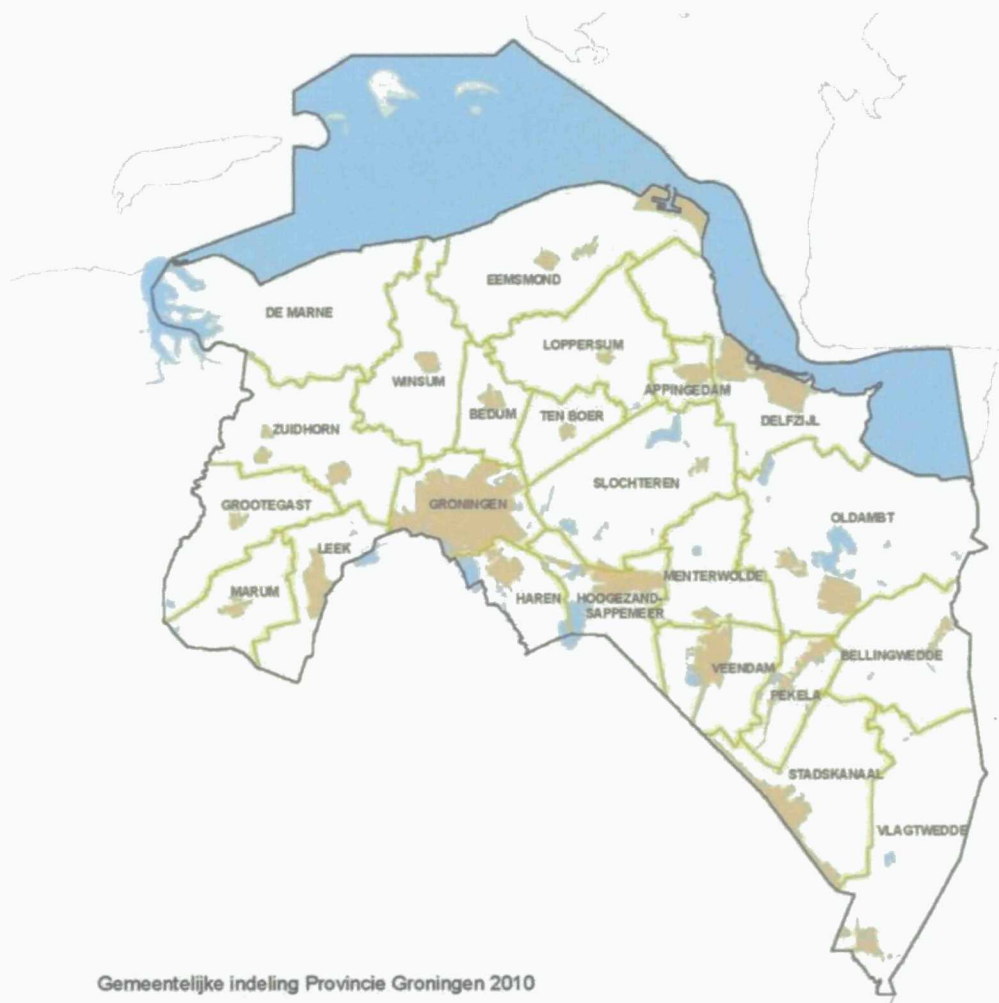 EEMSMOND
DE MARNE
LOPPERSUM
WINSUM
APPINGEDAM
BEDUM
TEN BOER
DELFZIJL
ZUIDHORN
SLOCHTEREN
GROOTEGAST
GRONINGEN
OLDAMBT
LEEK
MENTERWOLDE
MARUM
HAREN
HOOGEZAND-
SAPPEMEER
BELLINGWEDDE
VEENDAM
PEKELA
STADSKANAAL
VLAGTWEDDE
Gemeentelijke indeling Provincie Groningen 2010